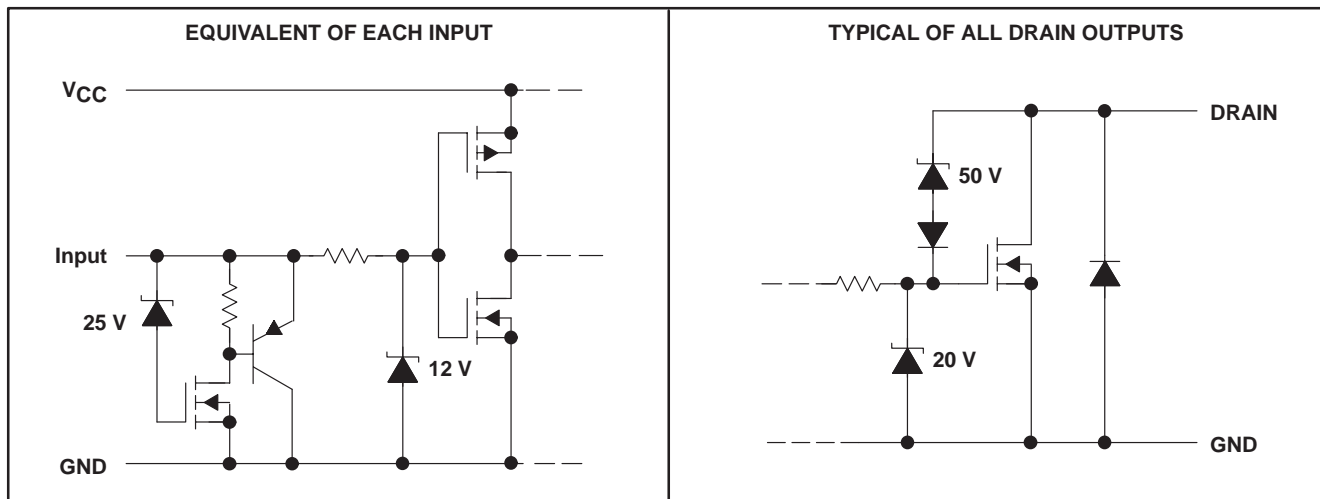 EQUIVALENT OF EACH INPUT
VCC
Input
25 V
12 V
GND
TYPICAL OF ALL DRAIN OUTPUTS
DRAIN
50 V
20 V
GND